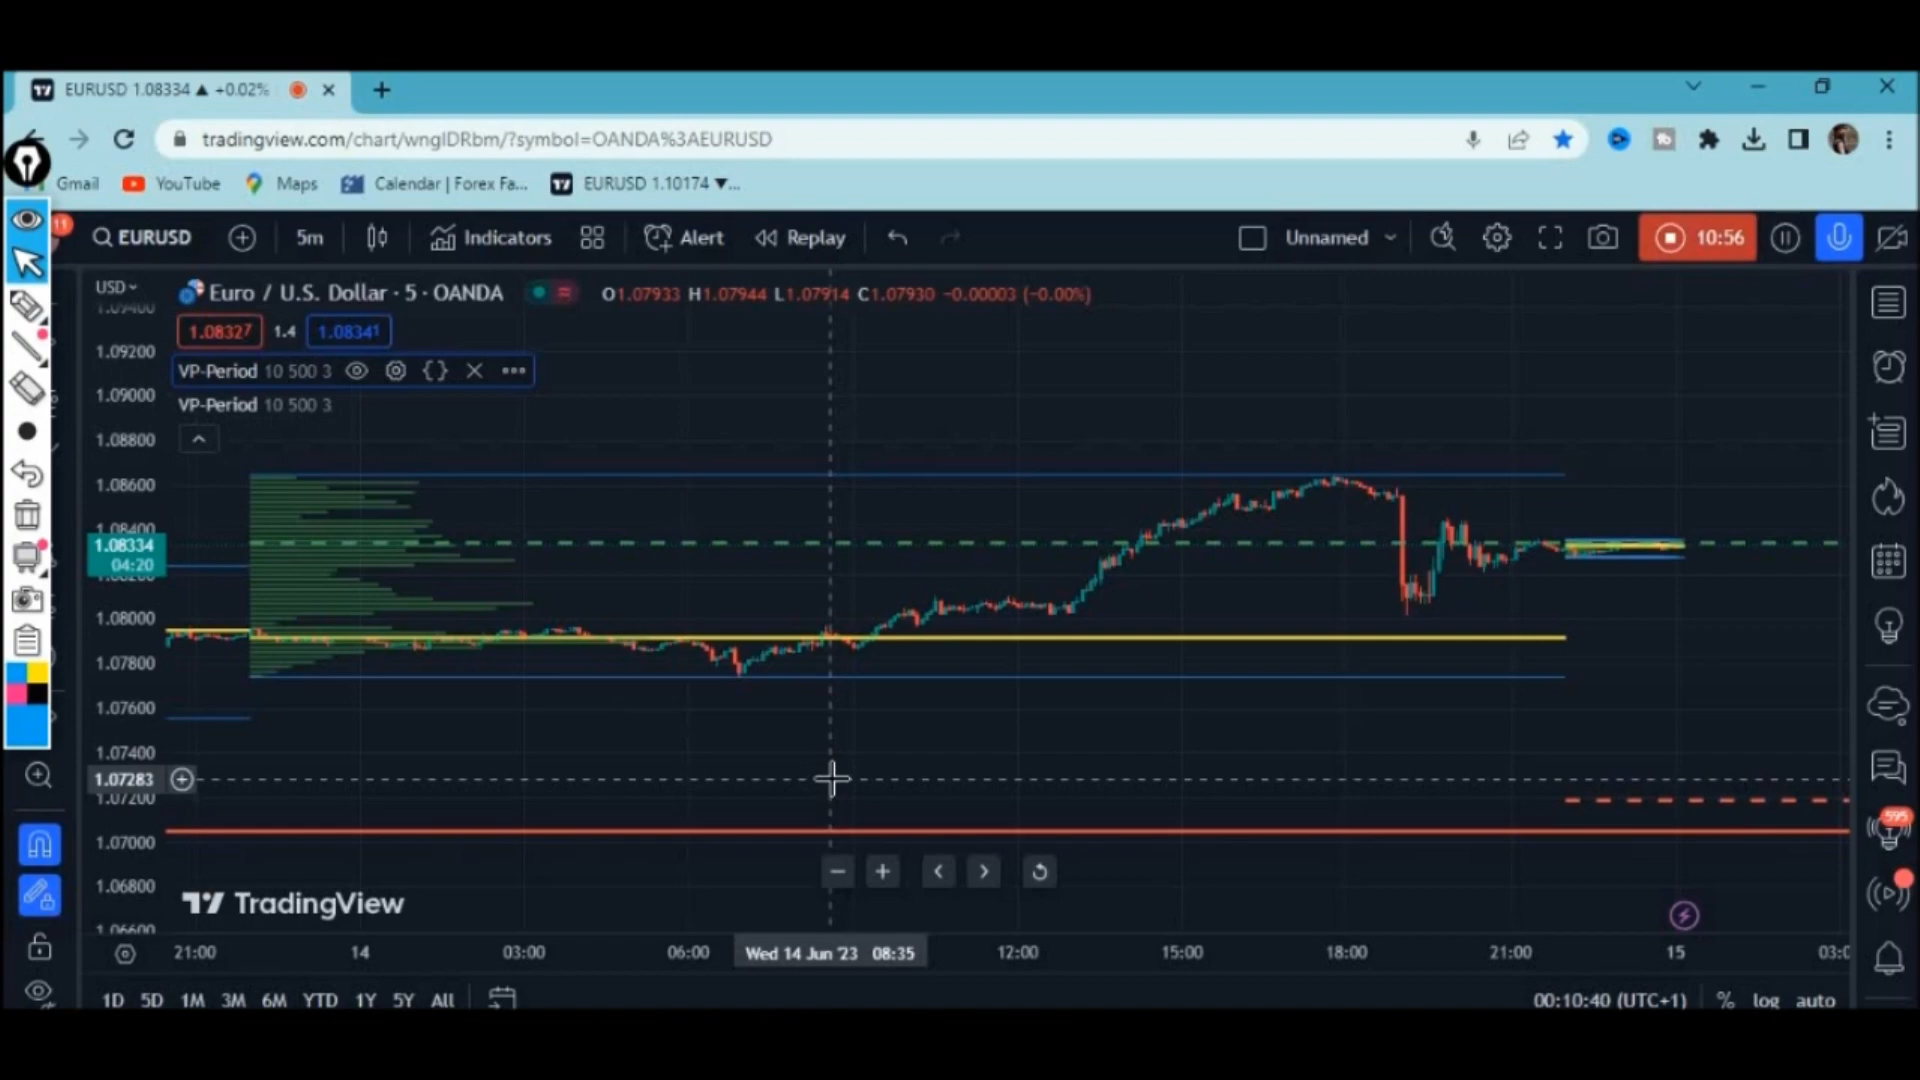 EURUSD 1.08334 ▲ +0.02%
tradingview.com/chart/wnglDRbm/?symbol=OANDA%3AEURUSD
Gmail YouTube Maps Calendar | Forex Fa... EURUSD 1.10174 ▼...
11 EURUSD 5m Indicators Alert Replay Unnamed 10:56
USD Euro / U.S. Dollar · 5 · OANDA O1.07933 H1.07944 L1.07914 C1.07930 -0.00003 (-0.00%)
1.09400
1.08327 1.4 1.08341
1.09200
VP-Period 10 500 3
1.09000
VP-Period 10 500 3
1.08800
1.08600
1.08400
1.08334
04:20
1.08200
1.08000
1.07800
1.07600
1.07400
1.07283
1.07200
595
1.07000
1.06800
TradingView
1.06600
21:00 14 03:00 06:00 Wed 14 Jun '23 08:35 12:00 15:00 18:00 21:00 15 03:0
1D 5D 1M 3M 6M YTD 1Y 5Y All 00:10:40 (UTC+1) % log auto